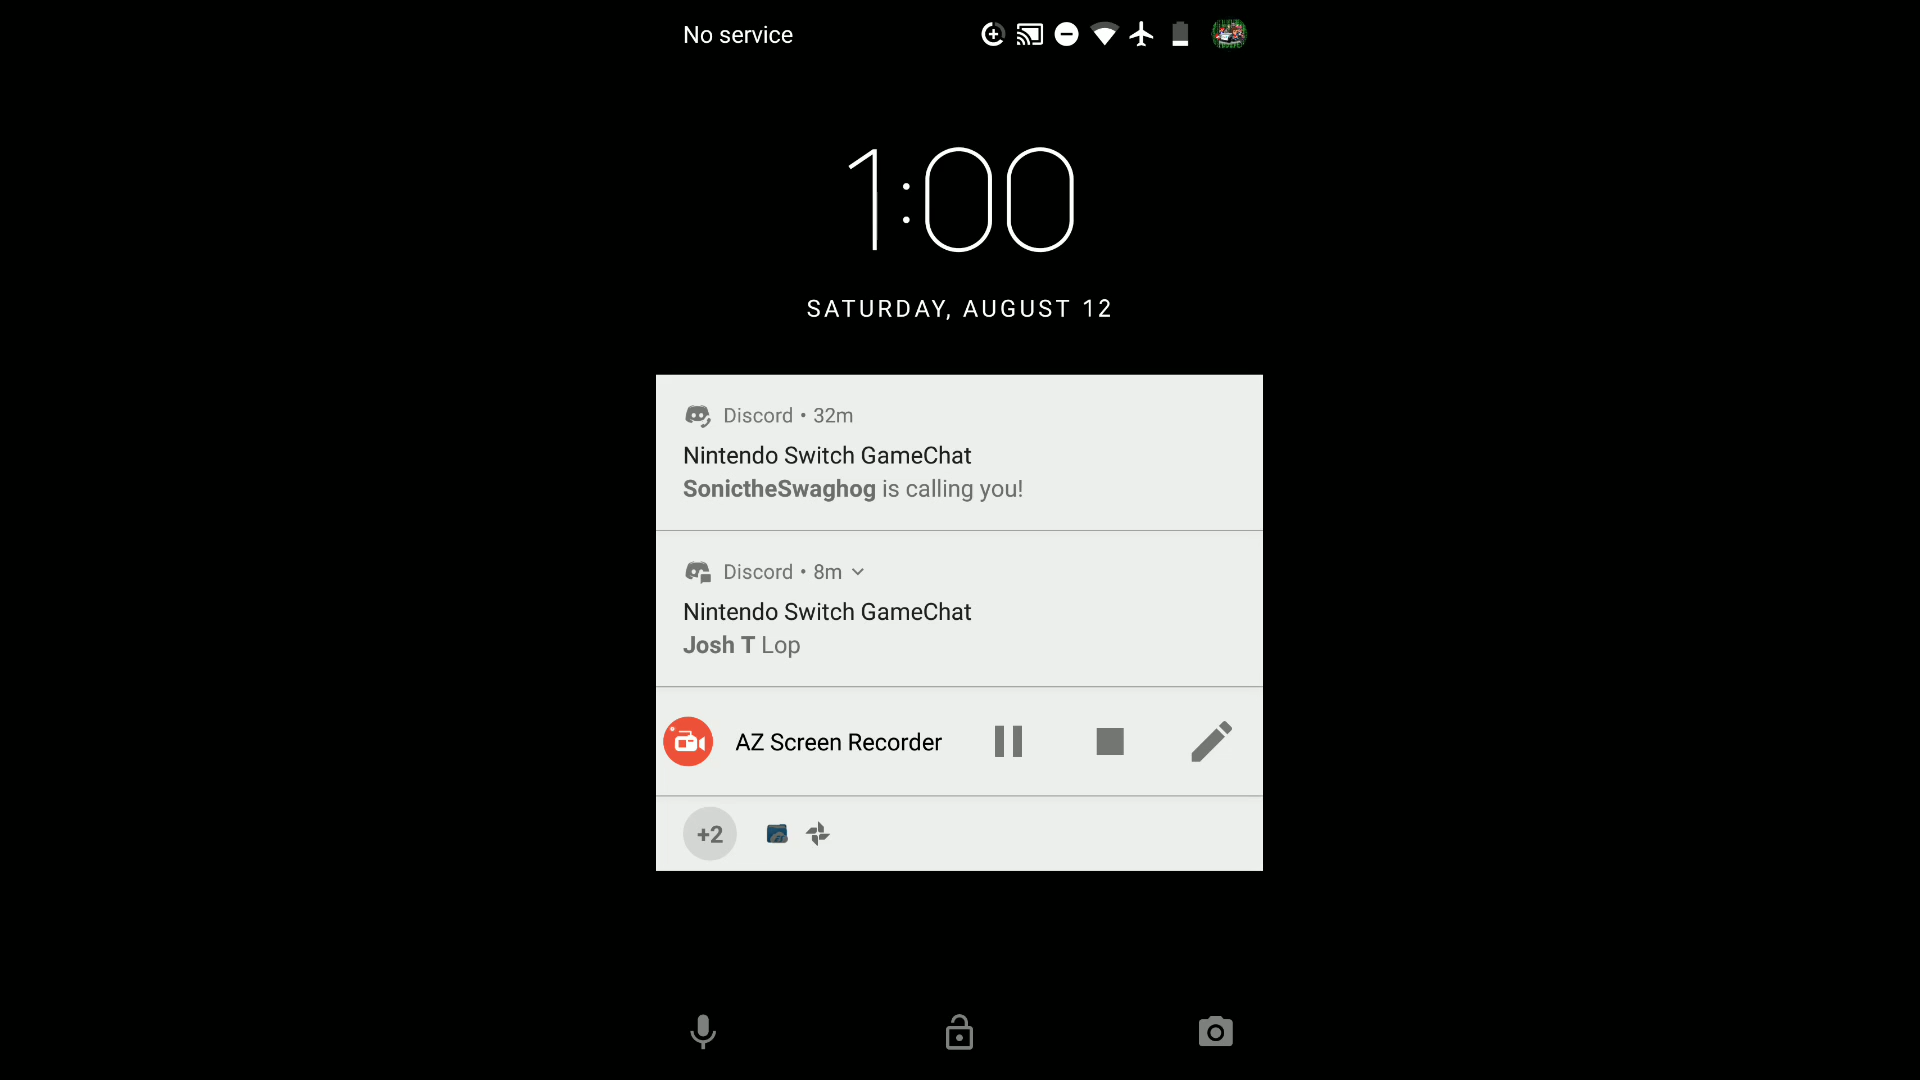 No service
1:00
SATURDAY, AUGUST 12
Discord • 32m
Nintendo Switch GameChat
SonictheSwaghog is calling you!
Discord • 8m
Nintendo Switch GameChat
Josh T Lop
AZ Screen Recorder
+2